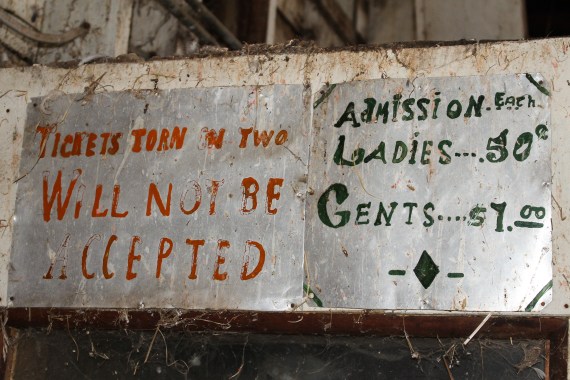 TICKETS TORN IN TWO
WILL NOT BE
ACCEPTED
ADMISSION. EACH
LADIES----.50¢
GENTS....$1.00